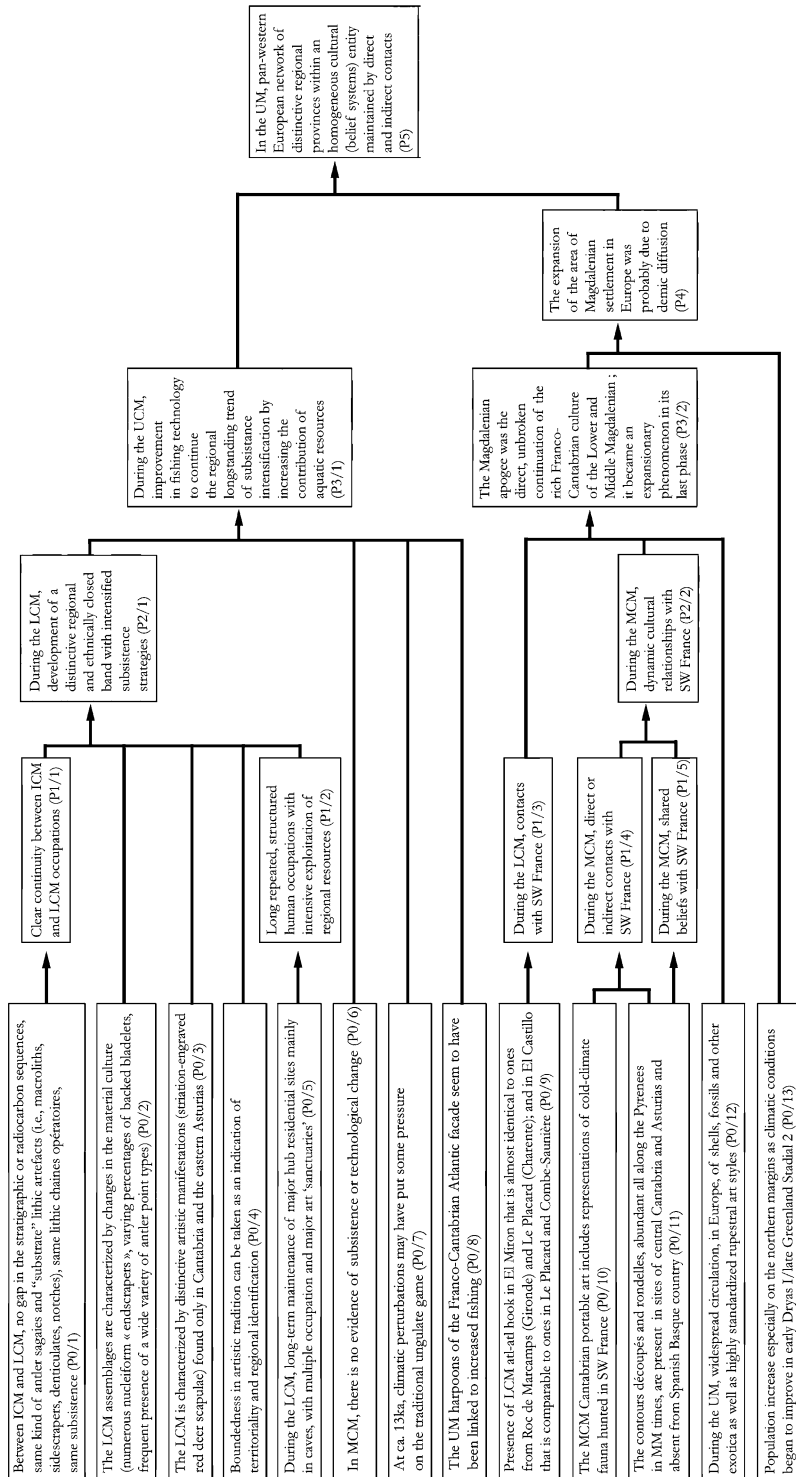 Between ICM and LCM, no gap in the stratigraphic or radiocarbon sequences,
same kind of antler sagaies and “substrate” lithic artefacts (i.e., macroliths,
sidescrapers, denticulates, notches), same lithic chaines opératoires,
same subsistence (P0/1)
The LCM assemblages are characterized by changes in the material culture
(numerous nucleiform « endscrapers », varying percentages of backed bladelets,
frequent presence of a wide variety of antler point types) (P0/2)
The LCM is characterized by distinctive artistic manifestations (striation-engraved
red deer scapulae) found only in Cantabria and the eastern Asturias (P0/3)
Boundedness in artistic tradition can be taken as an indication of
territoriality and regional identification (P0/4)
During the LCM, long-term maintenance of major hub residential sites mainly
in caves, with multiple occupation and major art ‘sanctuaries’ (P0/5)
In MCM, there is no evidence of subsistence or technological change (P0/6)
At ca. 13ka, climatic perturbations may have put some pressure
on the traditional ungulate game (P0/7)
The UM harpoons of the Franco-Cantabrian Atlantic facade seem to have
been linked to increased fishing (P0/8)
Presence of LCM atl-atl hook in El Miron that is almost identical to ones
from Roc de Marcamps (Gironde) and Le Placard (Charente); and in El Castillo
that is comparable to ones in Le Placard and Combe-Saunière (P0/9)
The MCM Cantabrian portable art includes representations of cold-climate
fauna hunted in SW France (P0/10)
The contours découpés and rondelles, abundant all along the Pyrenees
in MM times, are present in sites of central Cantabria and Asturias and
absent from Spanish Basque country (P0/11)
During the UM, widespread circulation, in Europe, of shells, fossils and other
exotica as well as highly standardized rupestral art styles (P0/12)
Population increase especially on the northern margins as climatic conditions
began to improve in early Dryas I/late Greenland Stadial 2 (P0/13)
Clear continuity between ICM
and LCM occupations (P1/1)
Long repeated, structured
human occupations with
intensive exploitation of
regional resources (P1/2)
During the LCM, contacts
with SW France (P1/3)
During the MCM, direct or
indirect contacts with
SW France (P1/4)
During the MCM, shared
beliefs with SW France (P1/5)
During the LCM,
development of a
distinctive regional
and ethnically closed
band with intensified
subsistence
strategies (P2/1)
During the MCM,
dynamic cultural
relationships with
SW France (P2/2)
During the UCM,
improvement
in fishing technology
to continue
the regional
longstanding trend
of subsistance
intensification by
increasing the
contribution of
aquatic resources
(P3/1)
The Magdalenian
apogee was the
direct, unbroken
continuation of the
rich Franco-
Cantabrian culture
of the Lower and
Middle Magdalenian ;
it became an
expansionary
phenomenon in its
last phase (P3/2)
The expansion
of the area of
Magdalenian
settlement in
Europe was
probably due to
demic diffusion
(P4)
In the UM, pan-western
European network of
distinctive regional
provinces within an
homogeneous cultural
(belief systems) entity
maintained by direct
and indirect contacts
(P5)